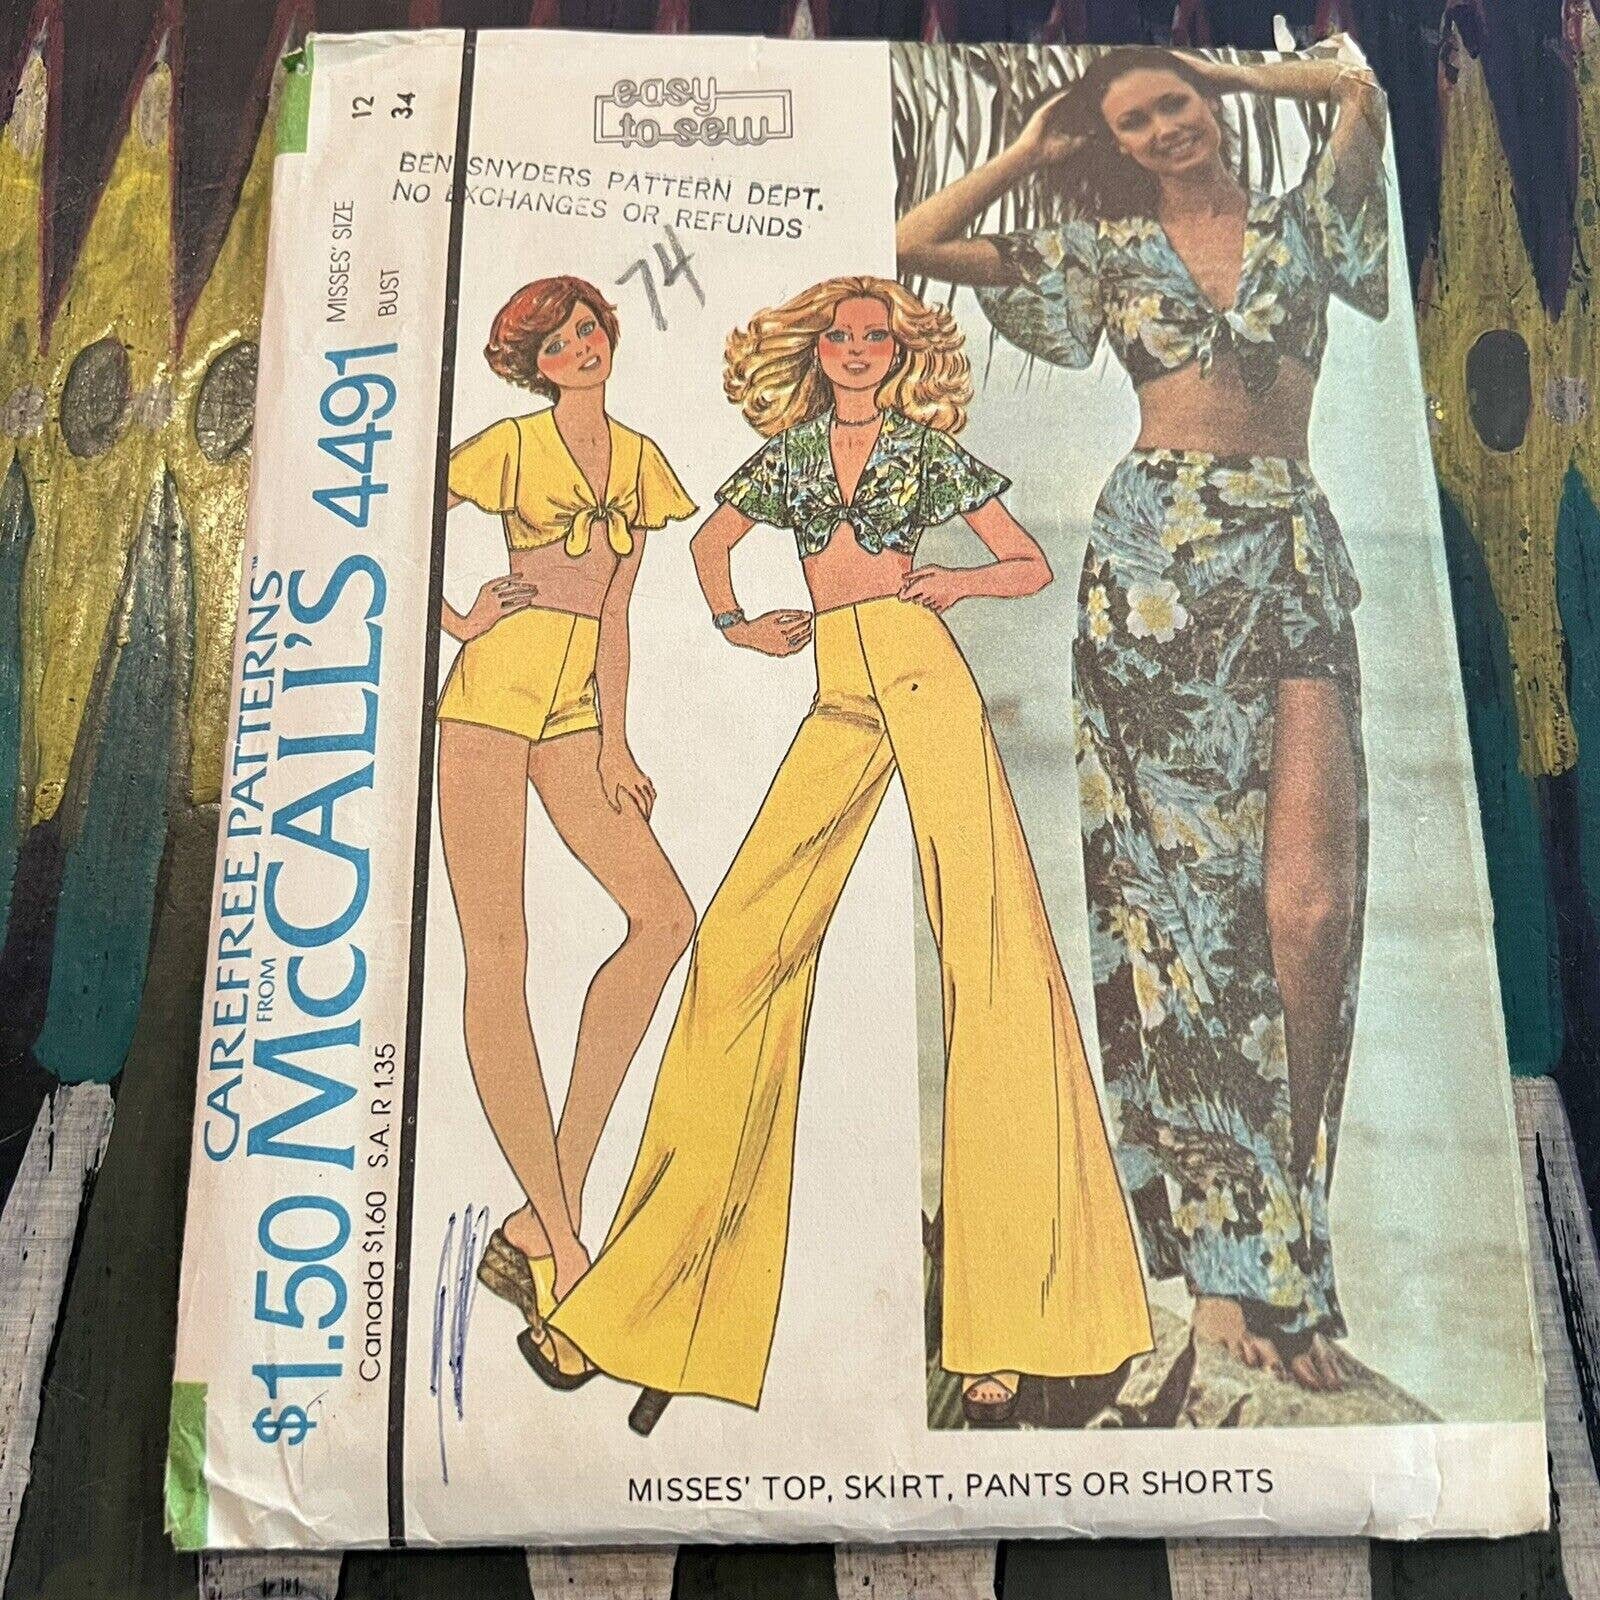 easy
to sew
BEN SNYDERS PATTERN DEPT.
NO EXCHANGES OR REFUNDS
74
MISSES' SIZE 12
BUST 34
CAREFREE PATTERNS™
FROM
$1.50 McCALL'S 4491
Canada $1.60 S.A. R 1.35
MISSES' TOP, SKIRT, PANTS OR SHORTS